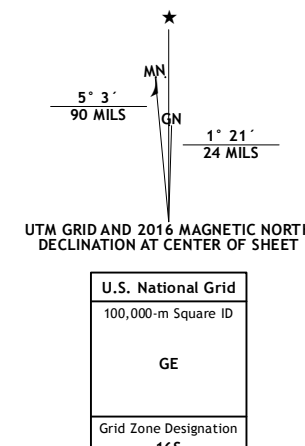 ★
MN
GN
5° 3´
90 MILS
1° 21´
24 MILS
UTM GRID AND 2016 MAGNETIC NORTH
DECLINATION AT CENTER OF SHEET
U.S. National Grid
100,000-m Square ID
GE
Grid Zone Designation
16S